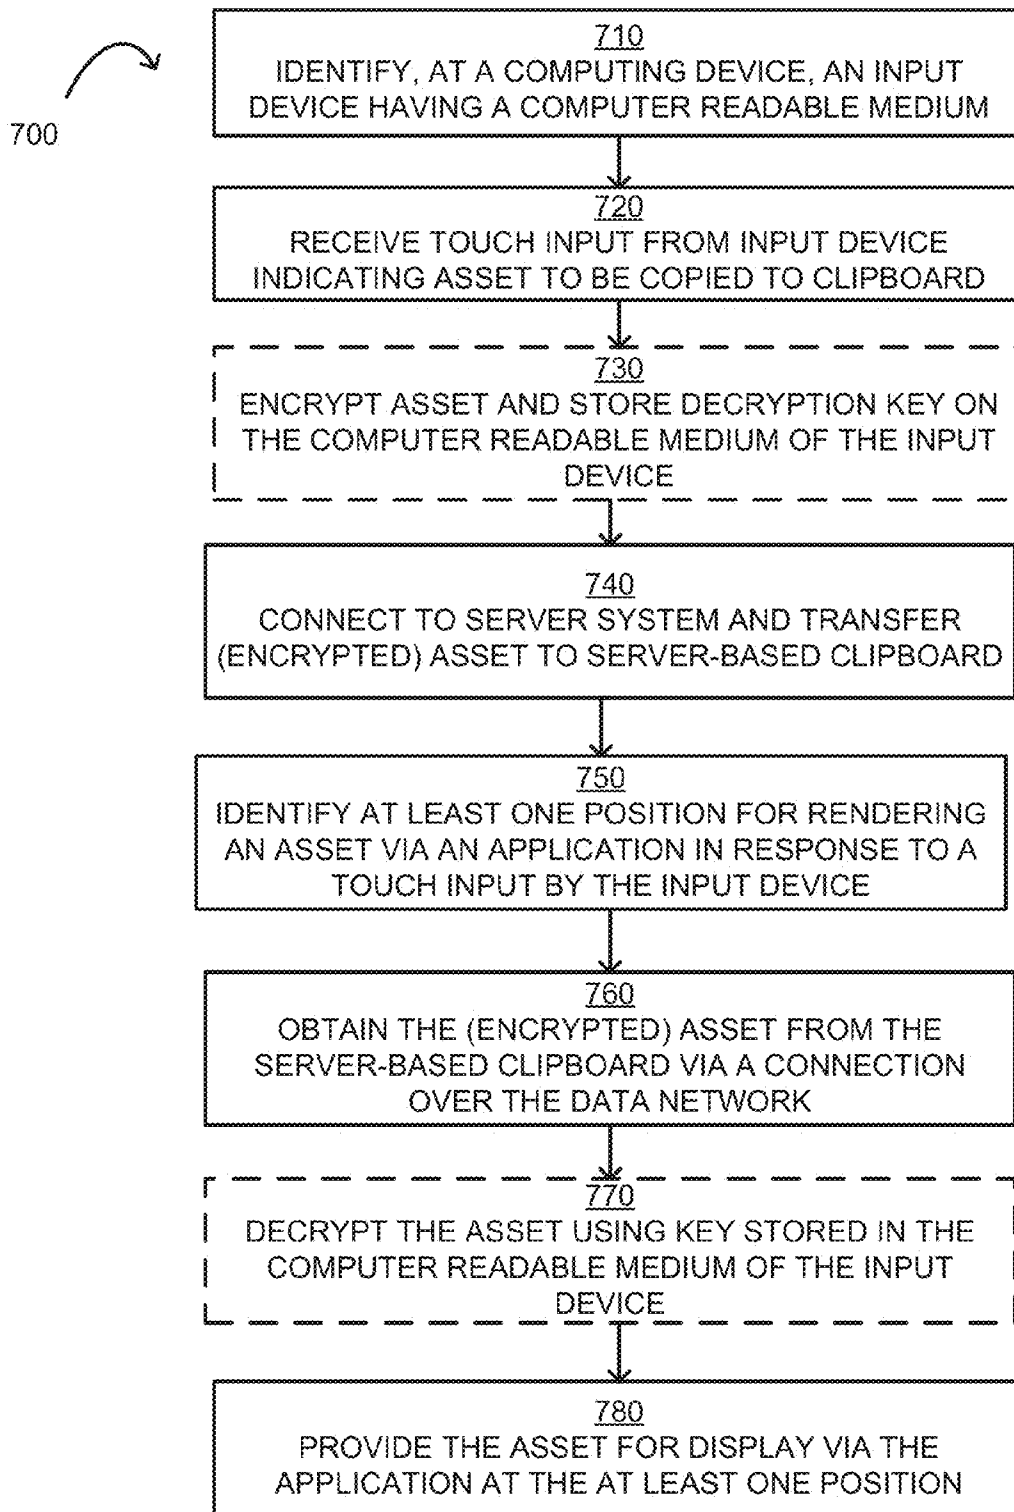 700
710
IDENTIFY, AT A COMPUTING DEVICE, AN INPUT
DEVICE HAVING A COMPUTER READABLE MEDIUM
720
RECEIVE TOUCH INPUT FROM INPUT DEVICE
INDICATING ASSET TO BE COPIED TO CLIPBOARD
730
ENCRYPT ASSET AND STORE DECRYPTION KEY ON
THE COMPUTER READABLE MEDIUM OF THE INPUT
DEVICE
740
CONNECT TO SERVER SYSTEM AND TRANSFER
(ENCRYPTED) ASSET TO SERVER-BASED CLIPBOARD
750
IDENTIFY AT LEAST ONE POSITION FOR RENDERING
AN ASSET VIA AN APPLICATION IN RESPONSE TO A
TOUCH INPUT BY THE INPUT DEVICE
760
OBTAIN THE (ENCRYPTED) ASSET FROM THE
SERVER-BASED CLIPBOARD VIA A CONNECTION
OVER THE DATA NETWORK
770
DECRYPT THE ASSET USING KEY STORED IN THE
COMPUTER READABLE MEDIUM OF THE INPUT
DEVICE
780
PROVIDE THE ASSET FOR DISPLAY VIA THE
APPLICATION AT THE AT LEAST ONE POSITION